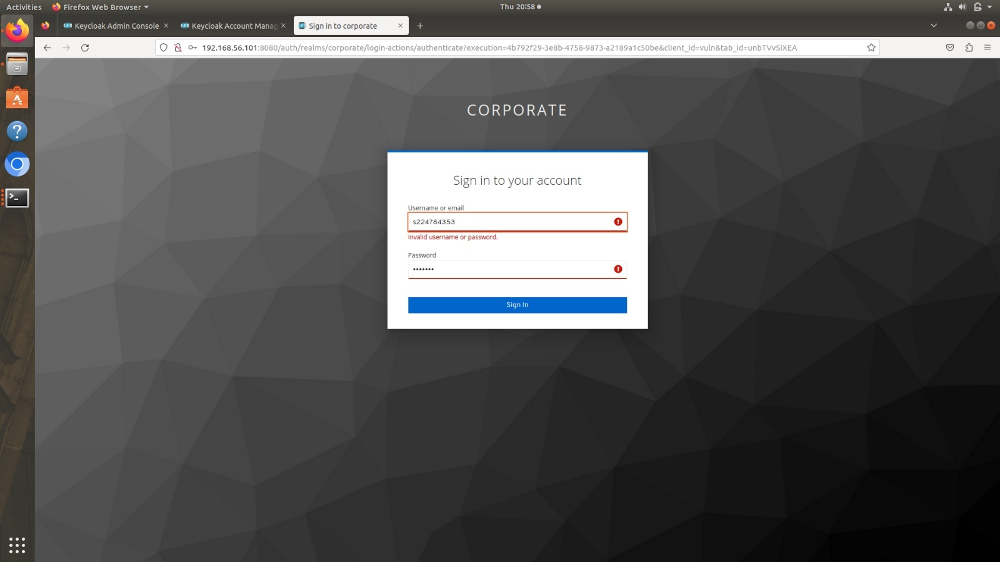 Activities Firefox Web Browser Thu 20:58
Keycloak Admin Console Keycloak Account Manag Sign in to corporate
192.168.56.101:8080/auth/realms/corporate/login-actions/authenticate?execution=4b792f29-3e8b-4758-9873-a2189a1c50be&client_id=vuln&tab_id=unbTVvSiXEA
CORPORATE
Sign in to your account
Username or email
s224784353
Invalid username or password.
Password
•••••••
Sign In